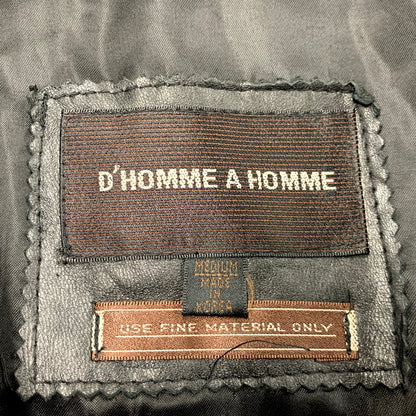 D'HOMME A HOMME
MEDIUM
MADE
IN
KOREA
USE FINE MATERIAL ONLY